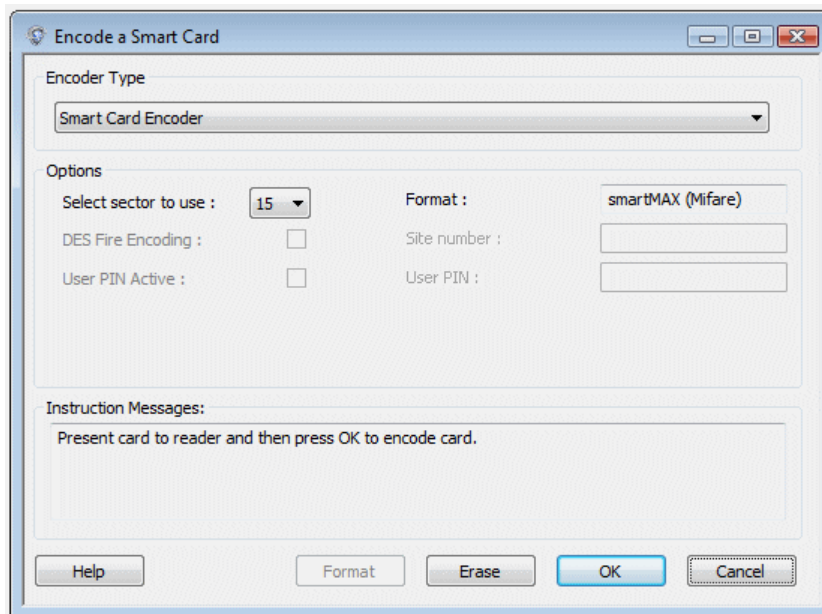 Encode a Smart Card
Encoder Type
Smart Card Encoder
Options
Select sector to use : 15 Format : smartMAX (Mifare)
DES Fire Encoding : Site number :
User PIN Active : User PIN :
Instruction Messages:
Present card to reader and then press OK to encode card.
Help Format Erase OK Cancel